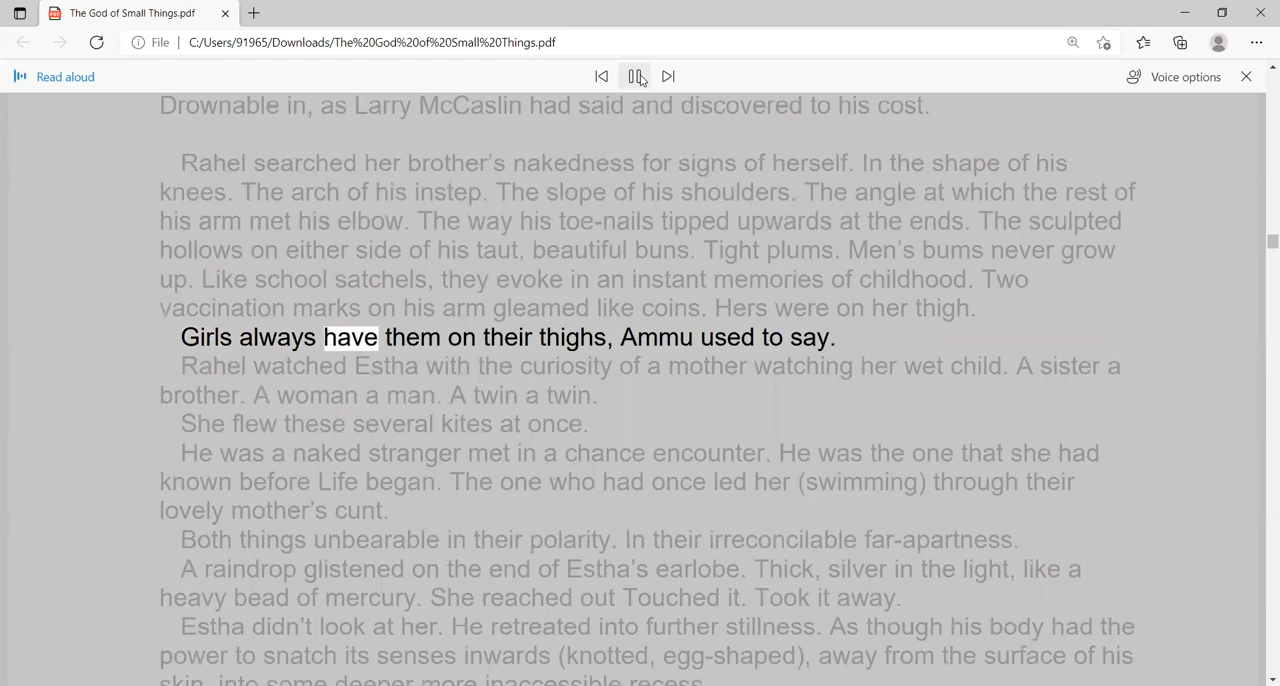 The God of Small Things.pdf
File | C:/Users/91965/Downloads/The%20God%20of%20Small%20Things.pdf
Read aloud
Voice options
Drownable in, as Larry McCaslin had said and discovered to his cost.
Rahel searched her brother's nakedness for signs of herself. In the shape of his
knees. The arch of his instep. The slope of his shoulders. The angle at which the rest of
his arm met his elbow. The way his toe-nails tipped upwards at the ends. The sculpted
hollows on either side of his taut, beautiful buns. Tight plums. Men's bums never grow
up. Like school satchels, they evoke in an instant memories of childhood. Two
vaccination marks on his arm gleamed like coins. Hers were on her thigh.
Girls always have them on their thighs, Ammu used to say.
Rahel watched Estha with the curiosity of a mother watching her wet child. A sister a
brother. A woman a man. A twin a twin.
She flew these several kites at once.
He was a naked stranger met in a chance encounter. He was the one that she had
known before Life began. The one who had once led her (swimming) through their
lovely mother's cunt.
Both things unbearable in their polarity. In their irreconcilable far-apartness.
A raindrop glistened on the end of Estha's earlobe. Thick, silver in the light, like a
heavy bead of mercury. She reached out Touched it. Took it away.
Estha didn't look at her. He retreated into further stillness. As though his body had the
power to snatch its senses inwards (knotted, egg-shaped), away from the surface of his
skin, into some deeper more inaccessible recess.